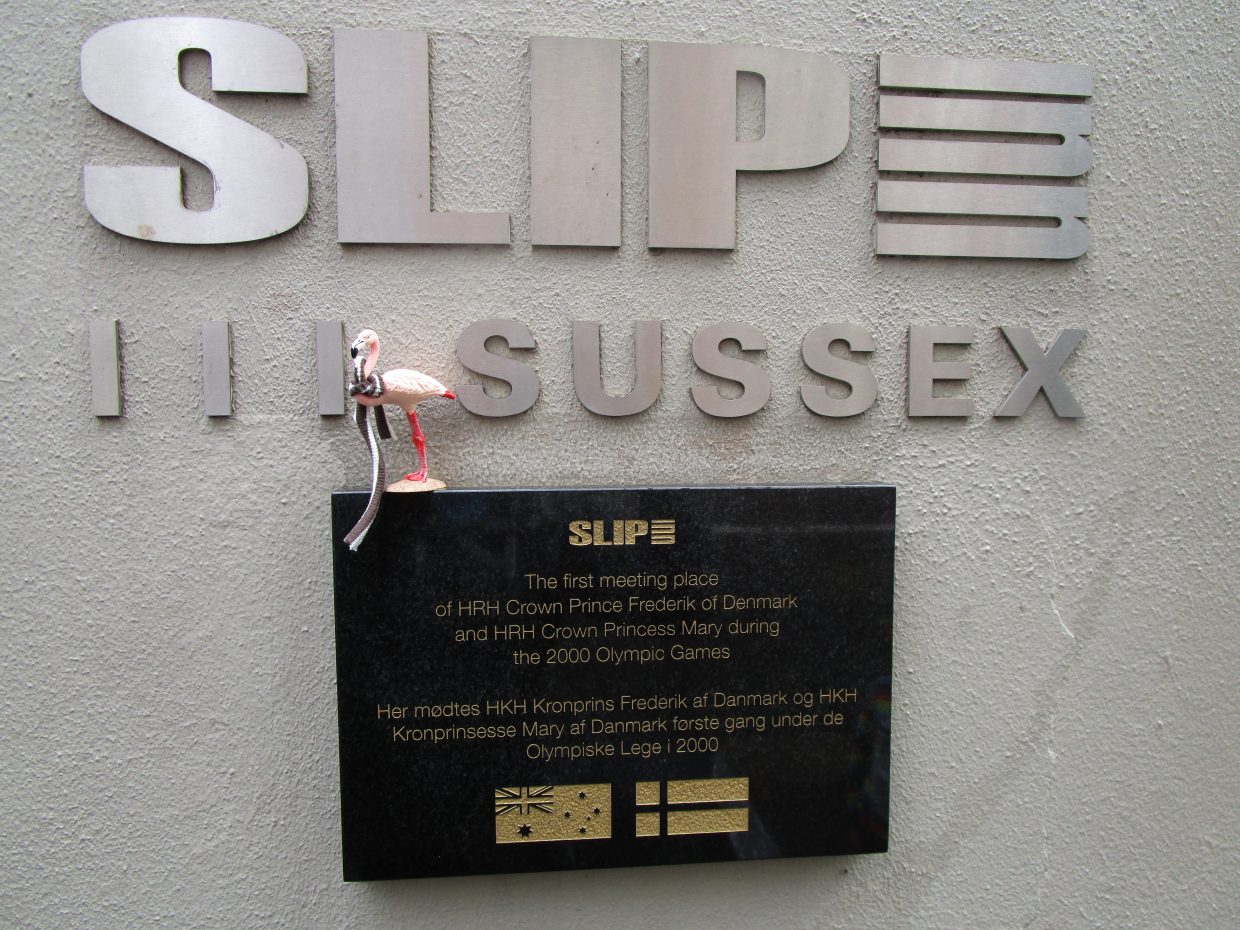 SLIP
111 SUSSEX
SLIP
The first meeting place
of HRH Crown Prince Frederik of Denmark
and HRH Crown Princess Mary during
the 2000 Olympic Games
Her mødtes HKH Kronprins Frederik af Danmark og HKH
Kronprinsesse Mary af Danmark første gang under de
Olympiske Lege i 2000